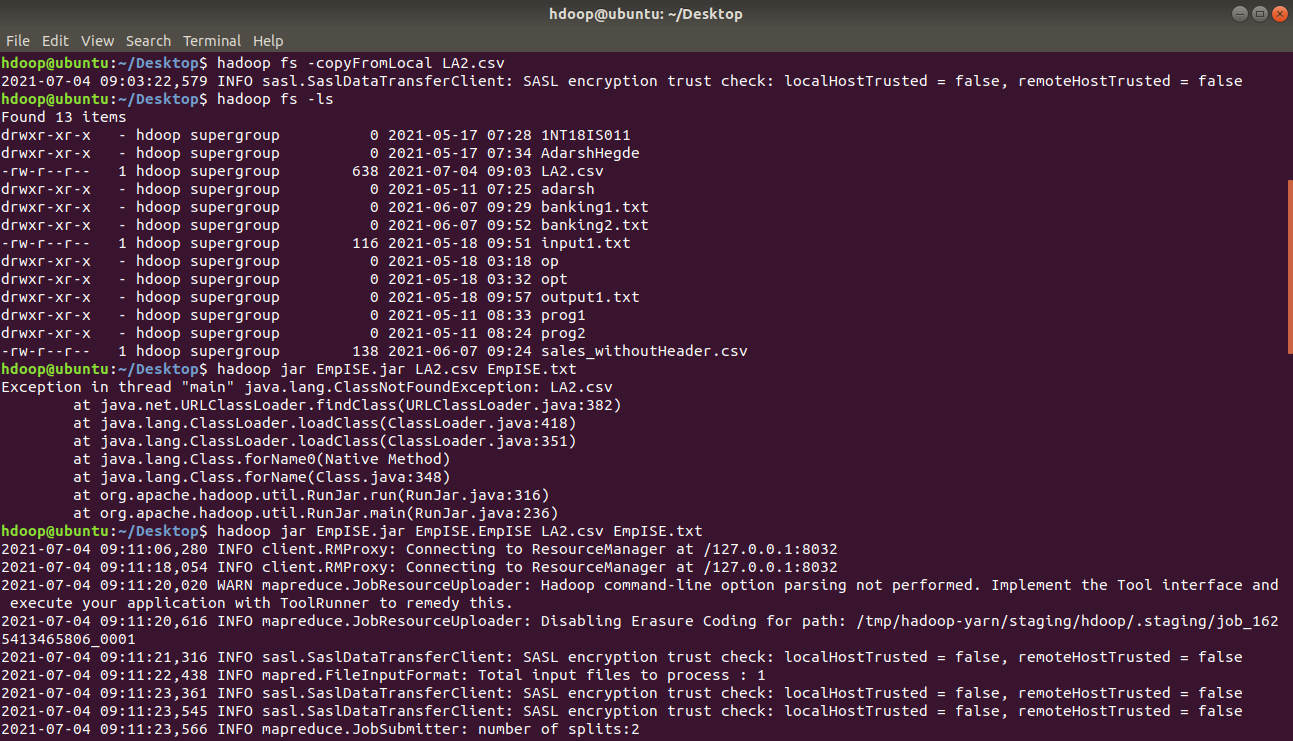 hdoop@ubuntu: ~/Desktop
File Edit View Search Terminal Help
hdoop@ubuntu:~/Desktop$ hadoop fs -copyFromLocal LA2.csv
2021-07-04 09:03:22,579 INFO sasl.SaslDataTransferClient: SASL encryption trust check: localHostTrusted = false, remoteHostTrusted = false
hdoop@ubuntu:~/Desktop$ hadoop fs -ls
Found 13 items
drwxr-xr-x   - hdoop supergroup          0 2021-05-17 07:28 1NT18IS011
drwxr-xr-x   - hdoop supergroup          0 2021-05-17 07:34 AdarshHegde
-rw-r--r--   1 hdoop supergroup        638 2021-07-04 09:03 LA2.csv
drwxr-xr-x   - hdoop supergroup          0 2021-05-11 07:25 adarsh
drwxr-xr-x   - hdoop supergroup          0 2021-06-07 09:29 banking1.txt
drwxr-xr-x   - hdoop supergroup          0 2021-06-07 09:52 banking2.txt
-rw-r--r--   1 hdoop supergroup        116 2021-05-18 09:51 input1.txt
drwxr-xr-x   - hdoop supergroup          0 2021-05-18 03:18 op
drwxr-xr-x   - hdoop supergroup          0 2021-05-18 03:32 opt
drwxr-xr-x   - hdoop supergroup          0 2021-05-18 09:57 output1.txt
drwxr-xr-x   - hdoop supergroup          0 2021-05-11 08:33 prog1
drwxr-xr-x   - hdoop supergroup          0 2021-05-11 08:24 prog2
-rw-r--r--   1 hdoop supergroup        138 2021-06-07 09:24 sales_withoutHeader.csv
hdoop@ubuntu:~/Desktop$ hadoop jar EmpISE.jar LA2.csv EmpISE.txt
Exception in thread "main" java.lang.ClassNotFoundException: LA2.csv
        at java.net.URLClassLoader.findClass(URLClassLoader.java:382)
        at java.lang.ClassLoader.loadClass(ClassLoader.java:418)
        at java.lang.ClassLoader.loadClass(ClassLoader.java:351)
        at java.lang.Class.forName0(Native Method)
        at java.lang.Class.forName(Class.java:348)
        at org.apache.hadoop.util.RunJar.run(RunJar.java:316)
        at org.apache.hadoop.util.RunJar.main(RunJar.java:236)
hdoop@ubuntu:~/Desktop$ hadoop jar EmpISE.jar EmpISE.EmpISE LA2.csv EmpISE.txt
2021-07-04 09:11:06,280 INFO client.RMProxy: Connecting to ResourceManager at /127.0.0.1:8032
2021-07-04 09:11:18,054 INFO client.RMProxy: Connecting to ResourceManager at /127.0.0.1:8032
2021-07-04 09:11:20,020 WARN mapreduce.JobResourceUploader: Hadoop command-line option parsing not performed. Implement the Tool interface and
 execute your application with ToolRunner to remedy this.
2021-07-04 09:11:20,616 INFO mapreduce.JobResourceUploader: Disabling Erasure Coding for path: /tmp/hadoop-yarn/staging/hdoop/.staging/job_162
5413465806_0001
2021-07-04 09:11:21,316 INFO sasl.SaslDataTransferClient: SASL encryption trust check: localHostTrusted = false, remoteHostTrusted = false
2021-07-04 09:11:22,438 INFO mapred.FileInputFormat: Total input files to process : 1
2021-07-04 09:11:23,361 INFO sasl.SaslDataTransferClient: SASL encryption trust check: localHostTrusted = false, remoteHostTrusted = false
2021-07-04 09:11:23,545 INFO sasl.SaslDataTransferClient: SASL encryption trust check: localHostTrusted = false, remoteHostTrusted = false
2021-07-04 09:11:23,566 INFO mapreduce.JobSubmitter: number of splits:2